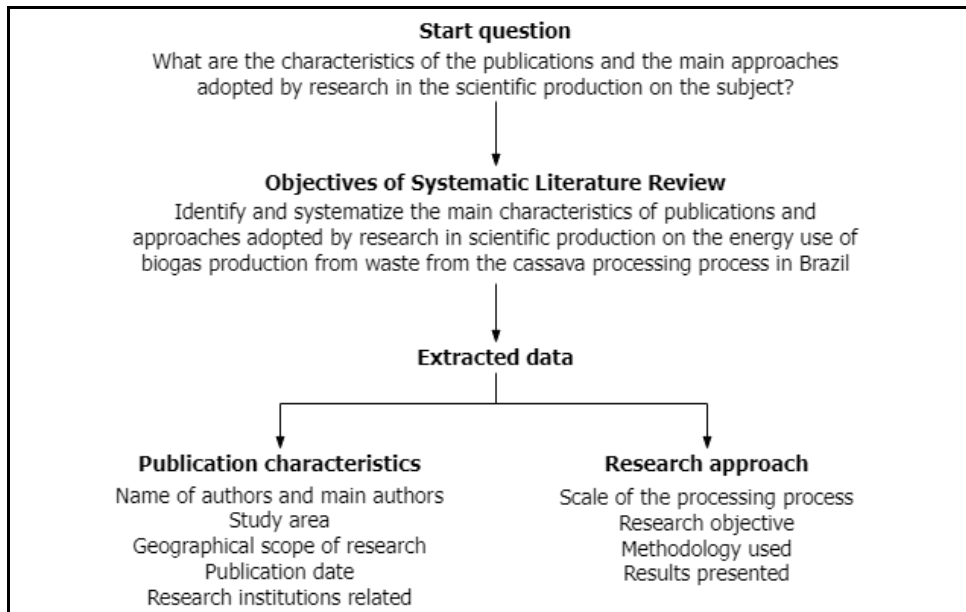 Start question
What are the characteristics of the publications and the main approaches
adopted by research in the scientific production on the subject?
Objectives of Systematic Literature Review
Identify and systematize the main characteristics of publications and
approaches adopted by research in scientific production on the energy use of
biogas production from waste from the cassava processing process in Brazil
Extracted data
Publication characteristics
Name of authors and main authors
Study area
Geographical scope of research
Publication date
Research institutions related
Research approach
Scale of the processing process
Research objective
Methodology used
Results presented